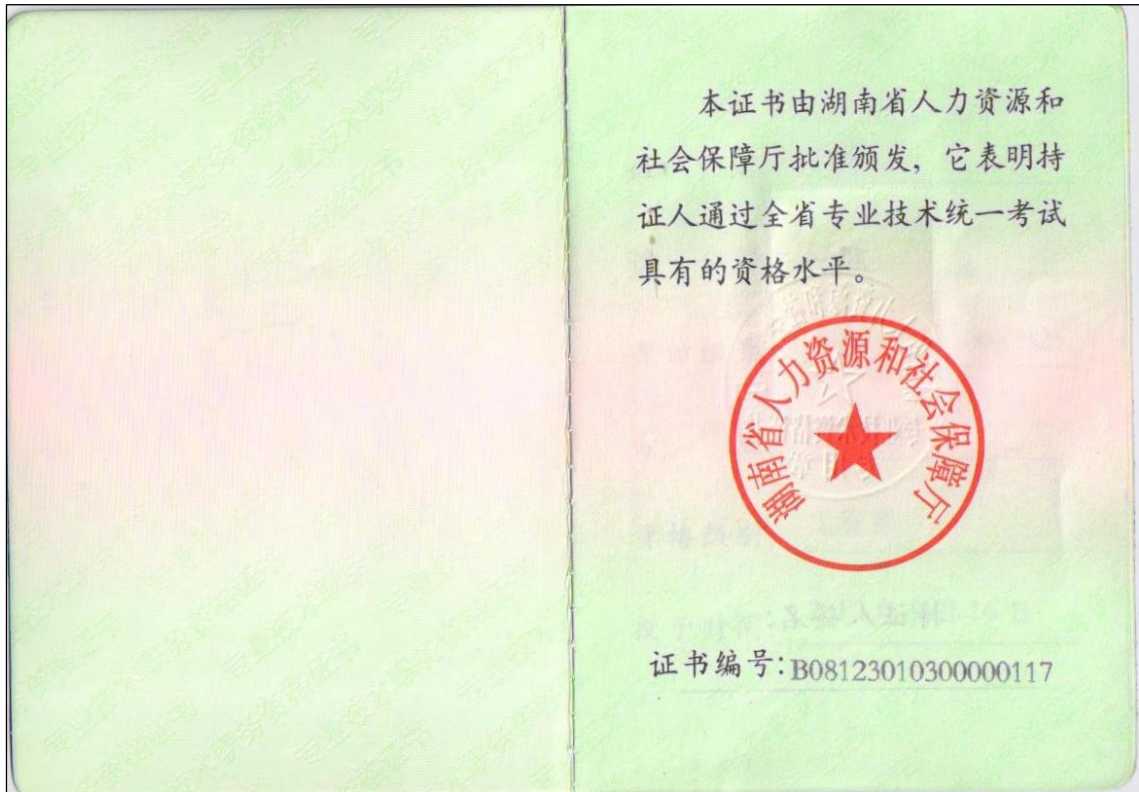 本证书由湖南省人力资源和
社会保障厅批准颁发，它表明持
证人通过全省专业技术统一考试
具有的资格水平。
湖南省人力资源和社会保障厅
证书编号：B08123010300000117